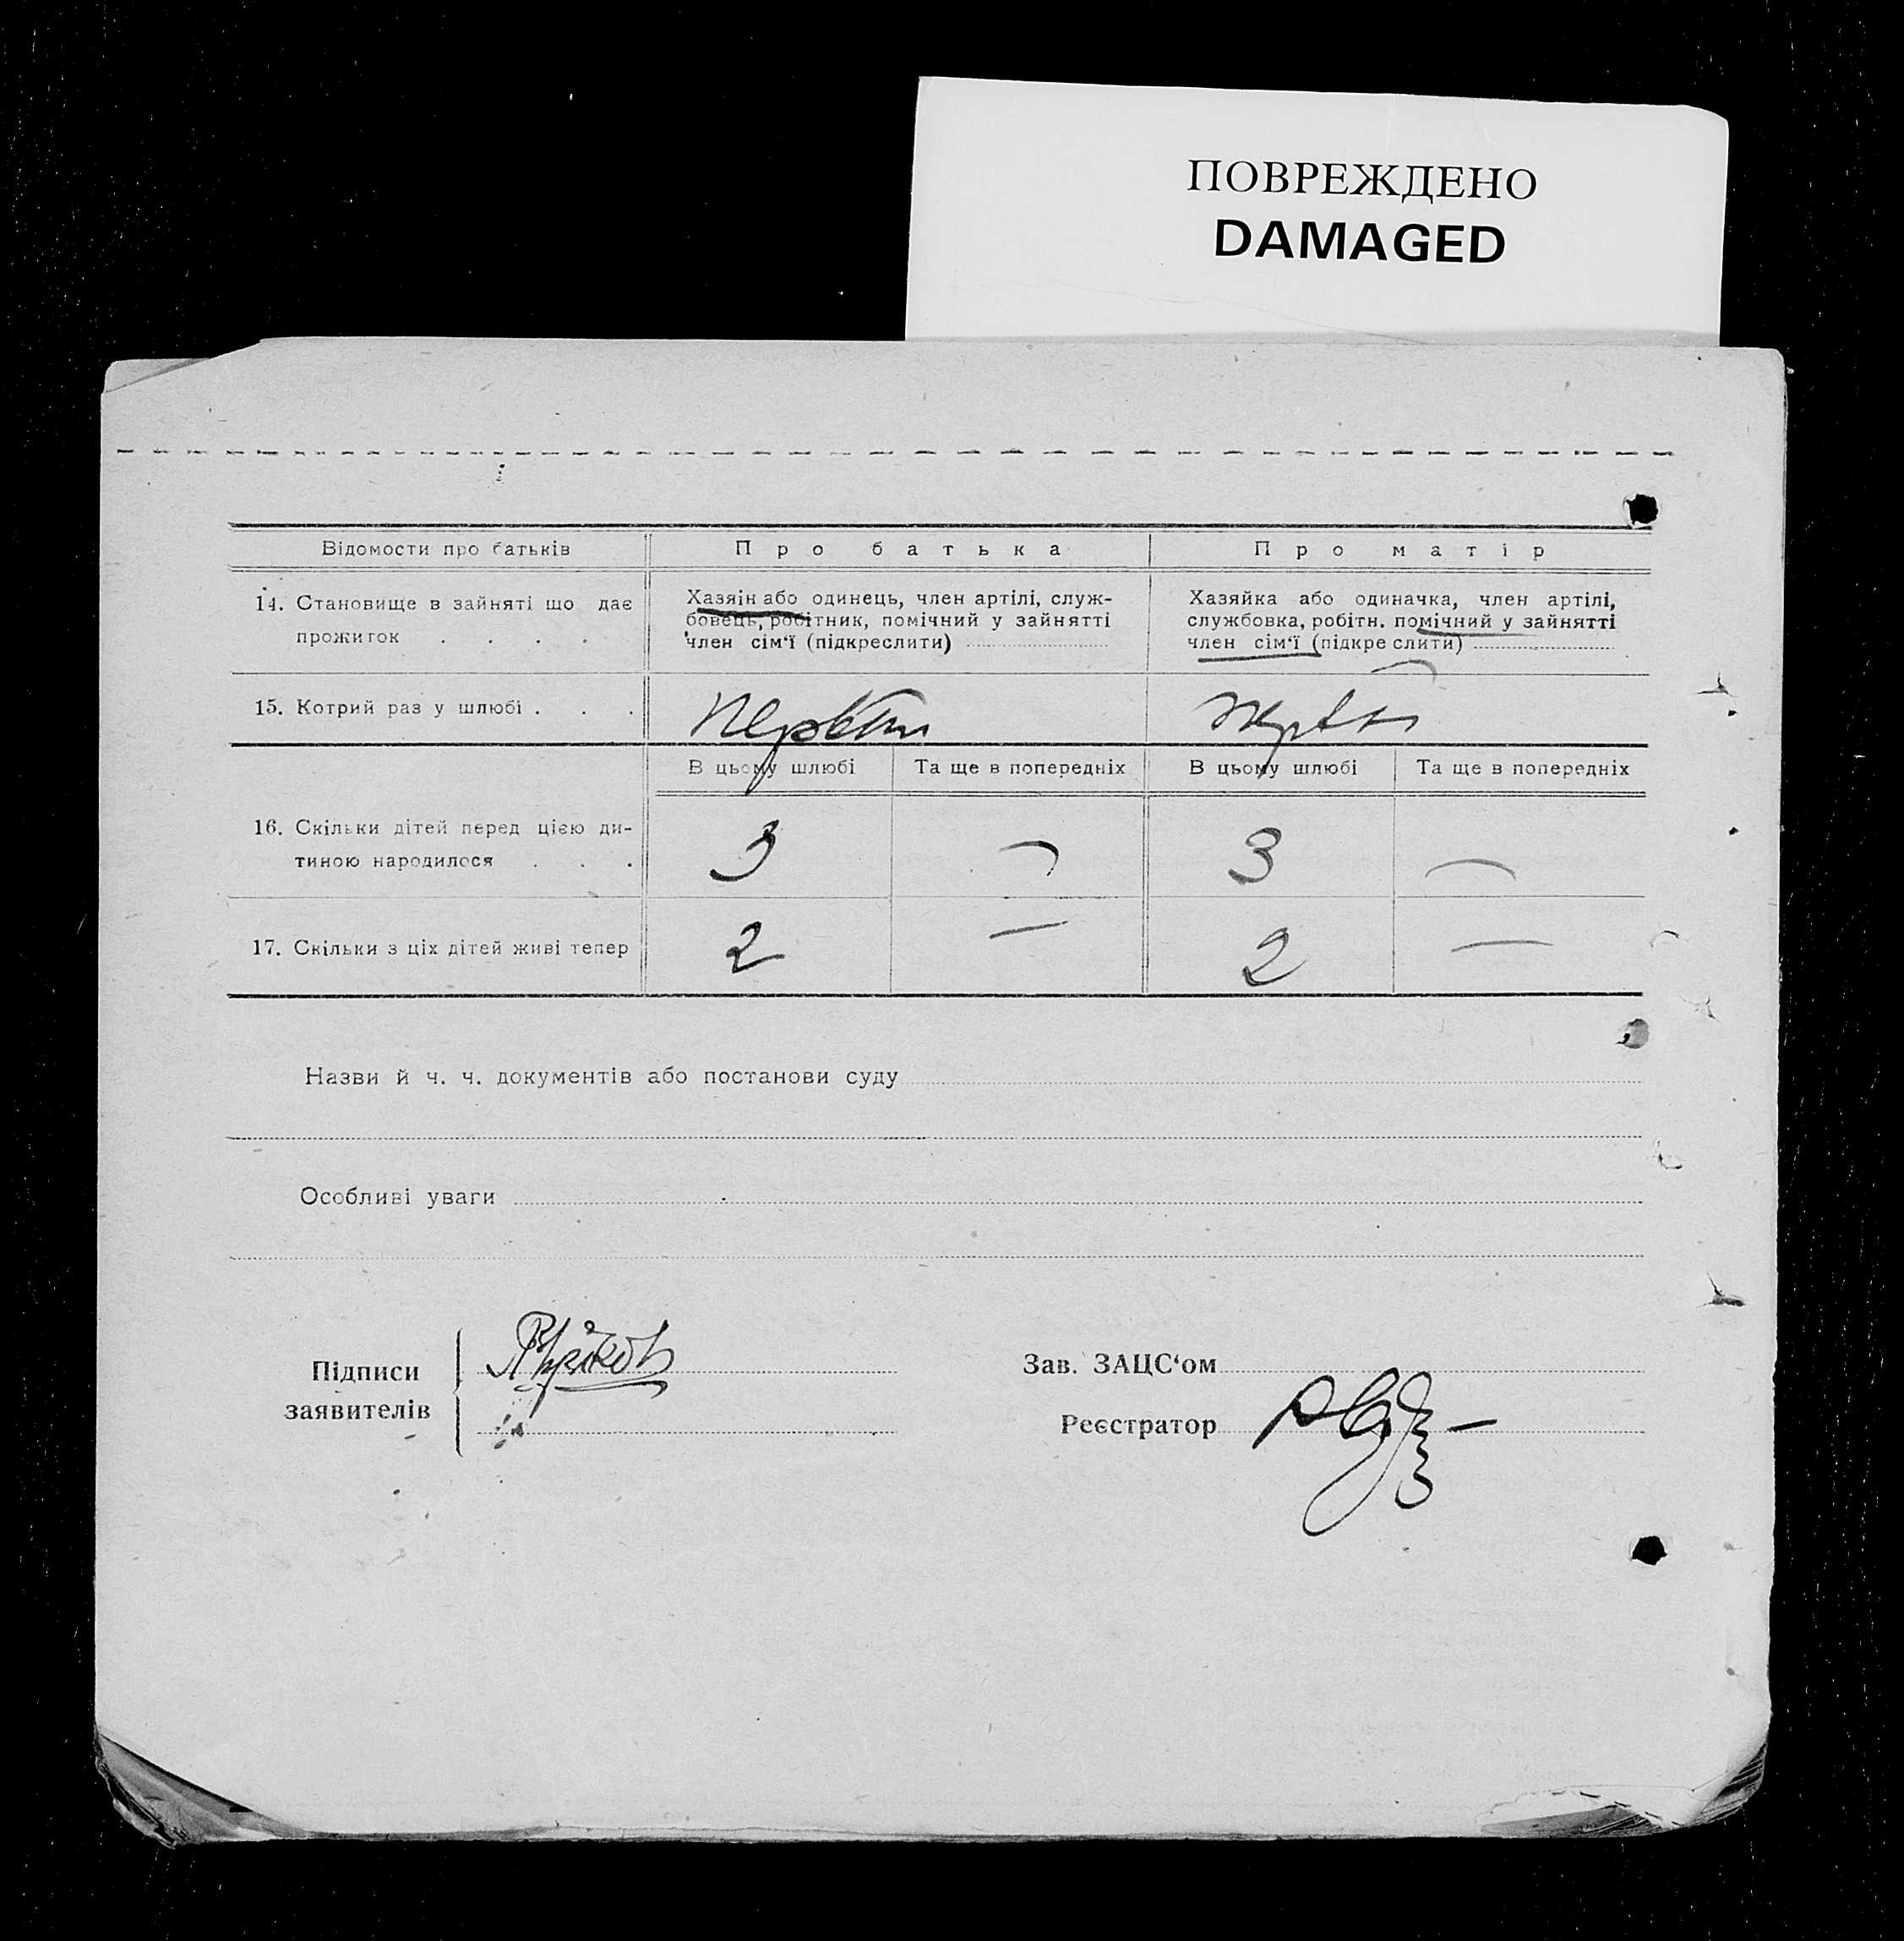 ПОВРЕЖДЕНО
DAMAGED
Відомости про батьків
Про батька
Про матір
14. Становище в зайняті що дає
прожиток . . . .
Хазяін або одинець, член артілі, служ-
бовець, робітник, помічний у зайнятті
член сім'ї (підкреслити)
Хазяйка або одиначка, член артілі,
службовка, робітн. помічний у зайнятті
член сім'ї (підкреслити)
15. Котрий раз у шлюбі . . .
В цьому шлюбі
Та ще в попередніх
В цьому шлюбі
Та ще в попередніх
16. Скільки дітей перед цією ди-
тиною народилося . . .
3
—
3
—
17. Скільки з ціх дітей живі тепер
2
—
2
—
Назви й ч. ч. документів або постанови суду
Особливі уваги
Підписи
заявителів
Зав. ЗАЦС'ом
Реєстратор